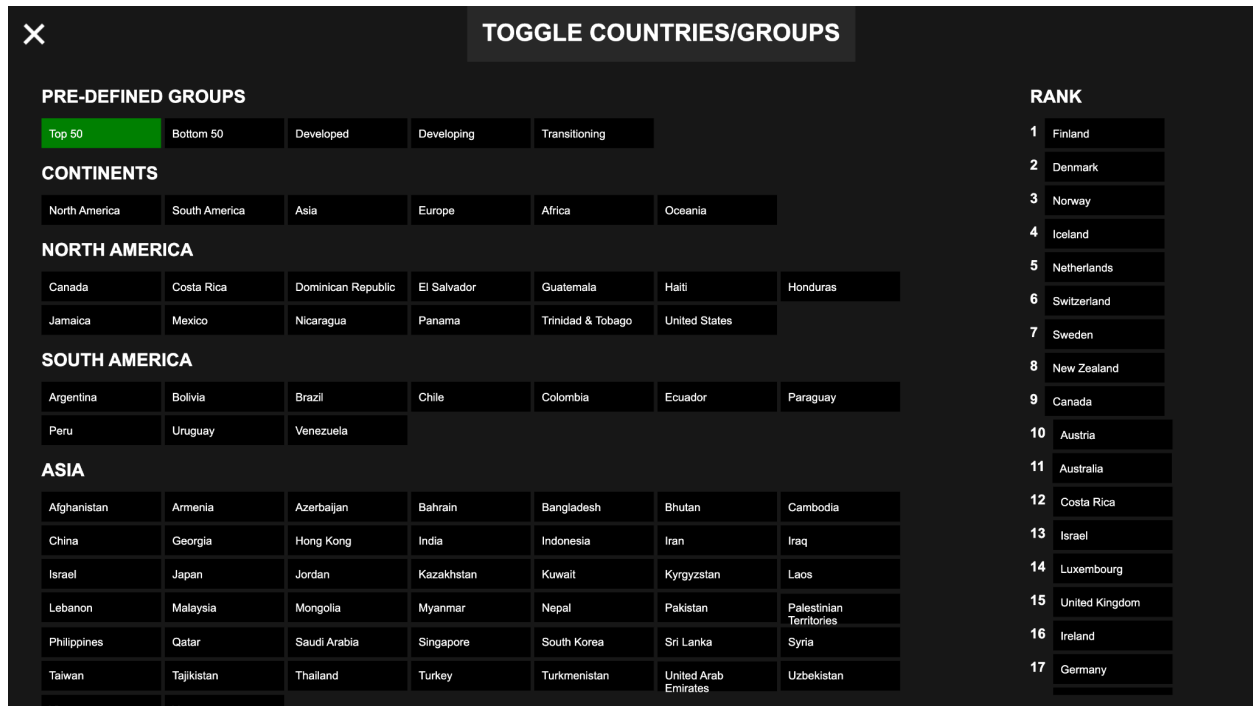 TOGGLE COUNTRIES/GROUPS
PRE-DEFINED GROUPS
Top 50 Bottom 50 Developed Developing Transitioning
CONTINENTS
North America South America Asia Europe Africa Oceania
NORTH AMERICA
Canada Costa Rica Dominican Republic El Salvador Guatemala Haiti Honduras
Jamaica Mexico Nicaragua Panama Trinidad & Tobago United States
SOUTH AMERICA
Argentina Bolivia Brazil Chile Colombia Ecuador Paraguay
Peru Uruguay Venezuela
ASIA
Afghanistan Armenia Azerbaijan Bahrain Bangladesh Bhutan Cambodia
China Georgia Hong Kong India Indonesia Iran Iraq
Israel Japan Jordan Kazakhstan Kuwait Kyrgyzstan Laos
Lebanon Malaysia Mongolia Myanmar Nepal Pakistan Palestinian Territories
Philippines Qatar Saudi Arabia Singapore South Korea Sri Lanka Syria
Taiwan Tajikistan Thailand Turkey Turkmenistan United Arab Emirates Uzbekistan
RANK
1 Finland
2 Denmark
3 Norway
4 Iceland
5 Netherlands
6 Switzerland
7 Sweden
8 New Zealand
9 Canada
10 Austria
11 Australia
12 Costa Rica
13 Israel
14 Luxembourg
15 United Kingdom
16 Ireland
17 Germany